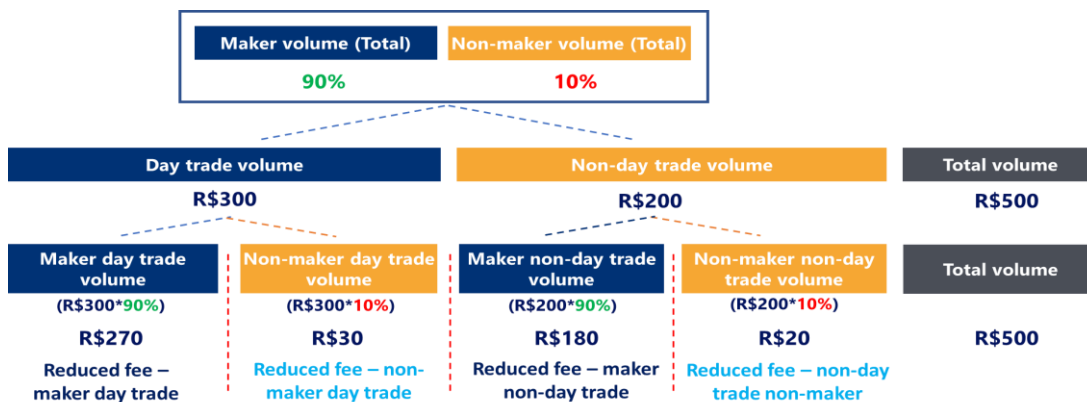 Maker volume (Total)
Non-maker volume (Total)
90%
10%
Day trade volume
Non-day trade volume
Total volume
R$300
R$200
R$500
Maker day trade
volume
Non-maker day trade
volume
Maker non-day trade
volume
Non-maker non-day
trade volume
Total volume
(R$300*90%)
(R$300*10%)
(R$200*90%)
(R$200*10%)
R$270
R$30
R$180
R$20
R$500
Reduced fee –
maker day trade
Reduced fee – non-
maker day trade
Reduced fee – maker
non-day trade
Reduced fee – non-day
trade non-maker